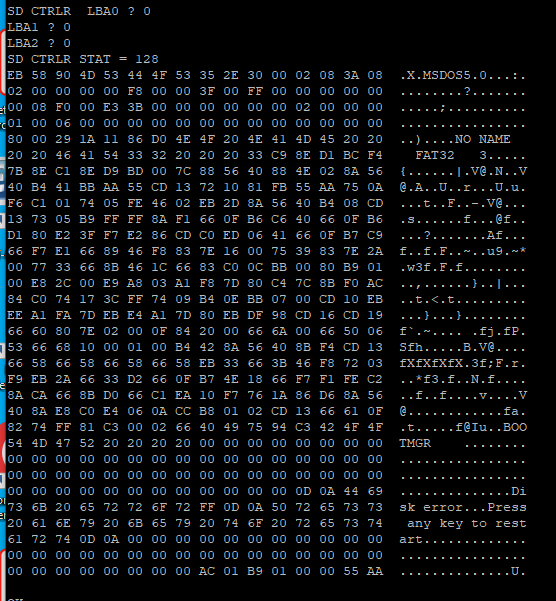 SD CTRLR  LBA0 ? 0
LBA1 ? 0
LBA2 ? 0
SD CTRLR STAT = 128
EB 58 90 4D 53 44 4F 53 35 2E 30 00 02 08 3A 08   .X.MSDOS5.0...:.
02 00 00 00 00 F8 00 00 3F 00 FF 00 00 00 00 00   ........?.......
00 08 F0 00 E3 3B 00 00 00 00 00 00 02 00 00 00   .....;..........
01 00 06 00 00 00 00 00 00 00 00 00 00 00 00 00   ................
80 00 29 1A 11 86 D0 4E 4F 20 4E 41 4D 45 20 20   ..)....NO NAME
20 20 46 41 54 33 32 20 20 20 33 C9 8E D1 BC F4     FAT32   3.....
7B 8E C1 8E D9 BD 00 7C 88 56 40 88 4E 02 8A 56   {......|.V@.N..V
40 B4 41 BB AA 55 CD 13 72 10 81 FB 55 AA 75 0A   @.A..U..r...U.u.
F6 C1 01 74 05 FE 46 02 EB 2D 8A 56 40 B4 08 CD   ...t..F..-.V@...
13 73 05 B9 FF FF 8A F1 66 0F B6 C6 40 66 0F B6   .s......f...@f..
D1 80 E2 3F F7 E2 86 CD C0 ED 06 41 66 0F B7 C9   ...?.......Af...
66 F7 E1 66 89 46 F8 83 7E 16 00 75 39 83 7E 2A   f..f.F..~..u9.~*
00 77 33 66 8B 46 1C 66 83 C0 0C BB 00 80 B9 01   .w3f.F.f........
00 E8 2C 00 E9 A8 03 A1 F8 7D 80 C4 7C 8B F0 AC   ..,......}..|...
84 C0 74 17 3C FF 74 09 B4 0E BB 07 00 CD 10 EB   ..t.<.t.........
EE A1 FA 7D EB E4 A1 7D 80 EB DF 98 CD 16 CD 19   ...}...}........
66 60 80 7E 02 00 0F 84 20 00 66 6A 00 66 50 06   f`.~.... .fj.fP.
53 66 68 10 00 01 00 B4 42 8A 56 40 8B F4 CD 13   Sfh.....B.V@....
66 58 66 58 66 58 66 58 EB 33 66 3B 46 F8 72 03   fXfXfXfX.3f;F.r.
F9 EB 2A 66 33 D2 66 0F B7 4E 18 66 F7 F1 FE C2   ..*f3.f..N.f....
8A CA 66 8B D0 66 C1 EA 10 F7 76 1A 86 D6 8A 56   ..f..f....v....V
40 8A E8 C0 E4 06 0A CC B8 01 02 CD 13 66 61 0F   @............fa.
82 74 FF 81 C3 00 02 66 40 49 75 94 C3 42 4F 4F   .t.....f@Iu..BOO
54 4D 47 52 20 20 20 20 00 00 00 00 00 00 00 00   TMGR    ........
00 00 00 00 00 00 00 00 00 00 00 00 00 00 00 00   ................
00 00 00 00 00 00 00 00 00 00 00 00 00 00 00 00   ................
00 00 00 00 00 00 00 00 00 00 00 00 0D 0A 44 69   ..............Di
73 6B 20 65 72 72 6F 72 FF 0D 0A 50 72 65 73 73   sk error...Press
20 61 6E 79 20 6B 65 79 20 74 6F 20 72 65 73 74    any key to rest
61 72 74 0D 0A 00 00 00 00 00 00 00 00 00 00 00   art.............
00 00 00 00 00 00 00 00 00 00 00 00 00 00 00 00   ................
00 00 00 00 00 00 00 00 AC 01 B9 01 00 00 55 AA   ..............U.